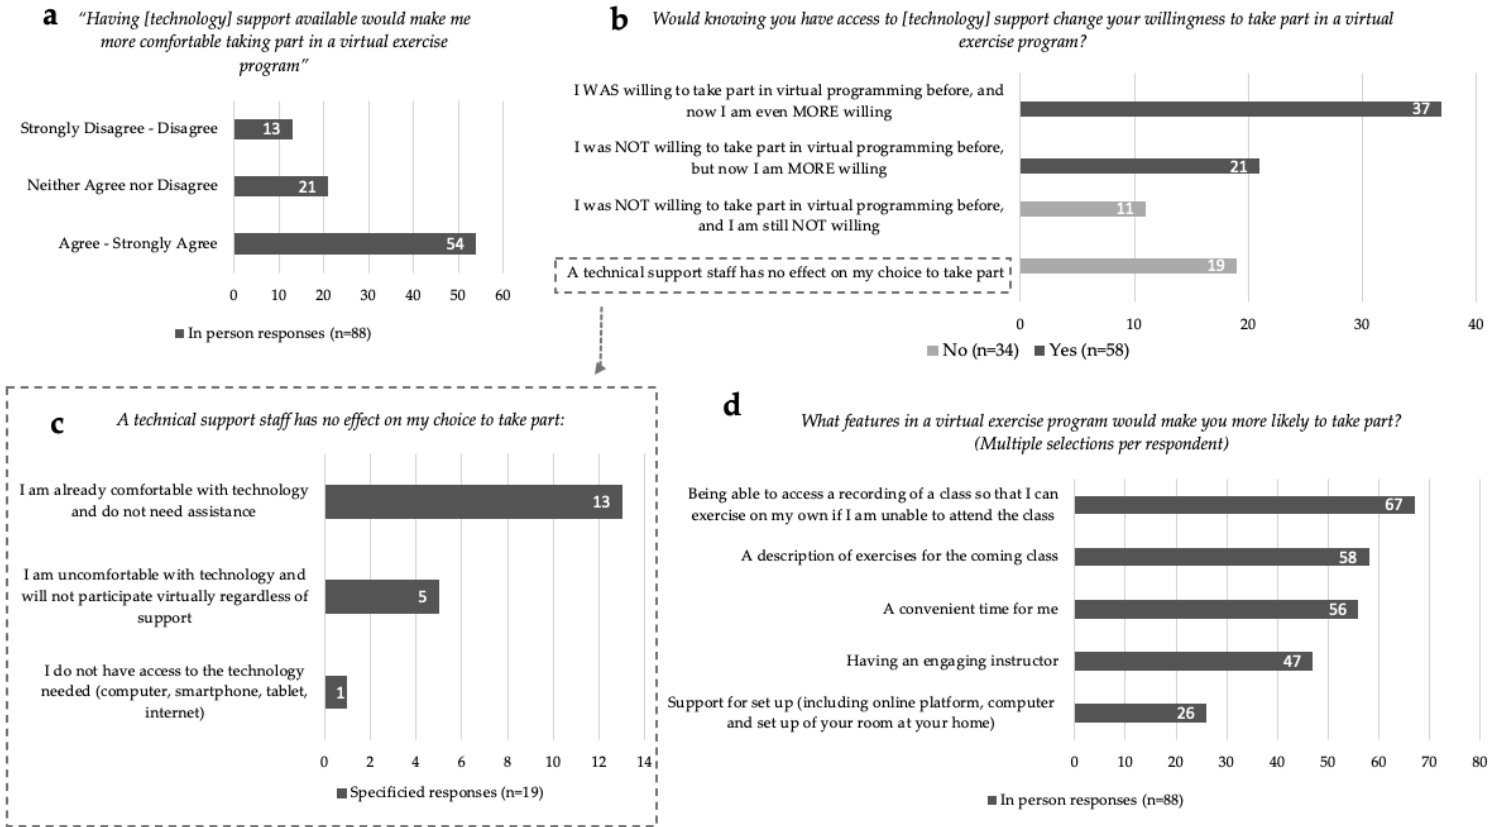 a
“Having [technology] support available would make me
more comfortable taking part in a virtual exercise
program”
Strongly Disagree - Disagree
13
Neither Agree nor Disagree
21
Agree - Strongly Agree
54
0 10 20 30 40 50 60
In person responses (n=88)
b
Would knowing you have access to [technology] support change your willingness to take part in a virtual
exercise program?
I WAS willing to take part in virtual programming before, and
now I am even MORE willing
37
I was NOT willing to take part in virtual programming before,
but now I am MORE willing
21
I was NOT willing to take part in virtual programming before,
and I am still NOT willing
11
A technical support staff has no effect on my choice to take part
19
0 10 20 30 40
No (n=34) Yes (n=58)
c
A technical support staff has no effect on my choice to take part:
I am already comfortable with technology
and do not need assistance
13
I am uncomfortable with technology and
will not participate virtually regardless of
support
5
I do not have access to the technology
needed (computer, smartphone, tablet,
internet)
1
0 2 4 6 8 10 12 14
Specificied responses (n=19)
d
What features in a virtual exercise program would make you more likely to take part?
(Multiple selections per respondent)
Being able to access a recording of a class so that I can
exercise on my own if I am unable to attend the class
67
A description of exercises for the coming class
58
A convenient time for me
56
Having an engaging instructor
47
Support for set up (including online platform, computer
and set up of your room at your home)
26
0 10 20 30 40 50 60 70 80
In person responses (n=88)